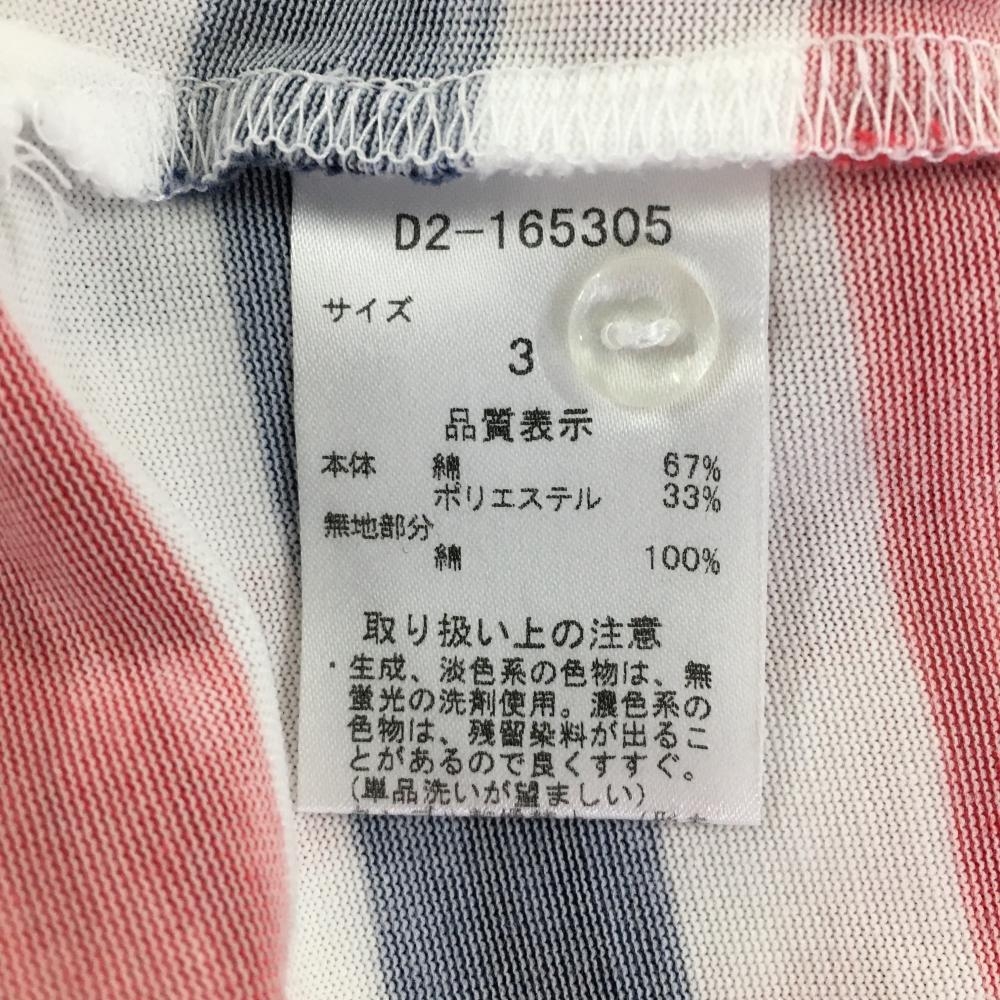 D2-165305
サイズ
3
品質表示
本体 綿 67%
ポリエステル 33%
無地部分
綿 100%
取り扱い上の注意
・生成、淡色系の色物は、無
蛍光の洗剤使用。濃色系の
色物は、残留染料が出るこ
とがあるので良くすすぐ。
(単品洗いが望ましい)